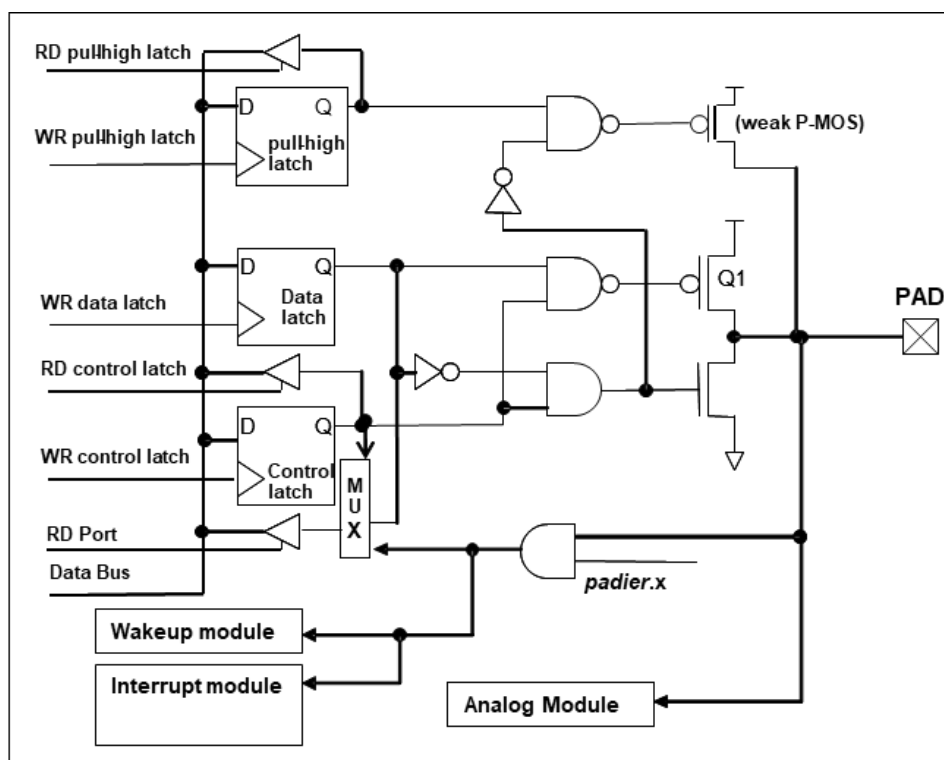 RD pull-high latch
D
Q
pull-high
latch
WR pull-high latch
(weak P-MOS)
D
Q
Data
latch
WR data latch
Q1
PAD
RD control latch
D
Q
Control
latch
WR control latch
MUX
RD Port
Data Bus
padier.x
Wakeup module
Interrupt module
Analog Module